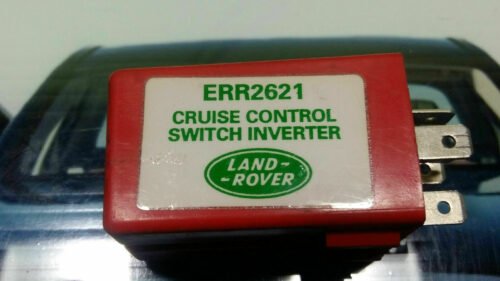 ERR2621
CRUISE CONTROL
SWITCH INVERTER
LAND-
-ROVER